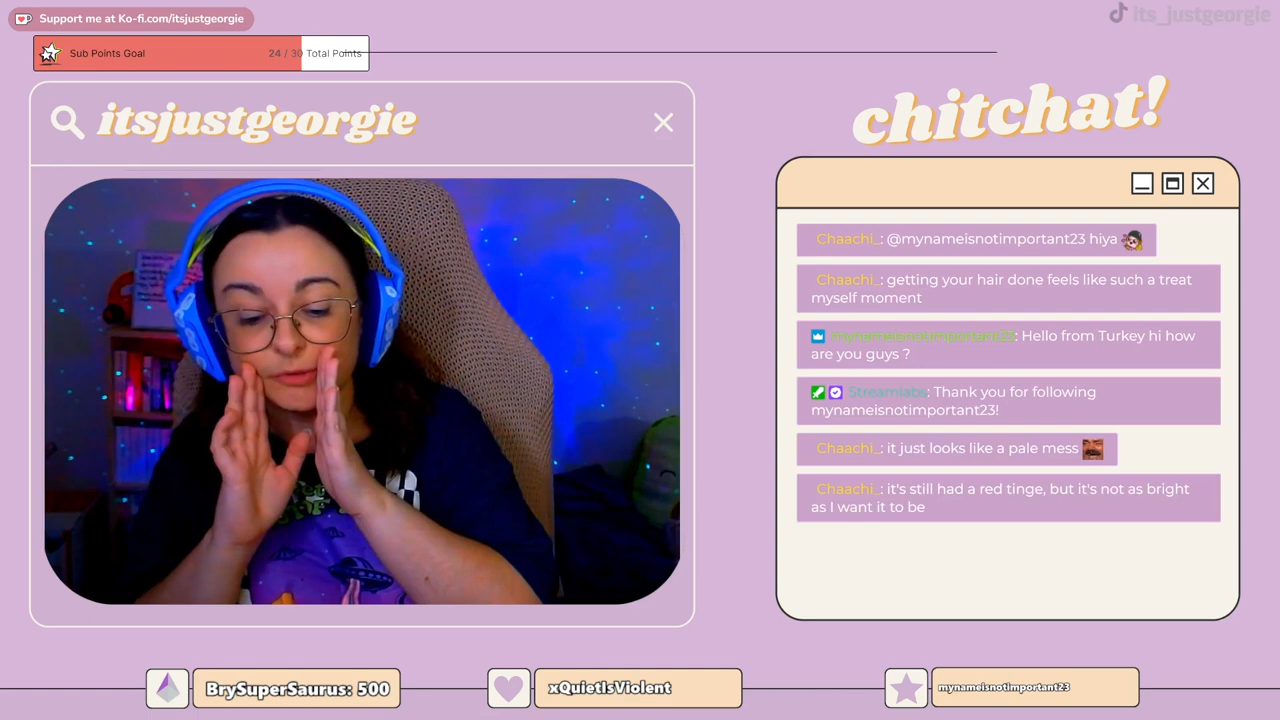 Support me at Ko-fi.com/itsjustgeorgie
Its_justgeorgie
Sub Points Goal
24 / 30 Total Points
itsjustgeorgie
chitchat!
Chaachi_: @mynameisnotimportant23 hiya
Chaachi_: getting your hair done feels like such a treat
myself moment
mynameisnotimportant23: Hello from Turkey hi how
are you guys ?
Streamlabs: Thank you for following
mynameisnotimportant23!
Chaachi_: it just looks like a pale mess
Chaachi_: it's still had a red tinge, but it's not as bright
as I want it to be
BrySuperSaurus: 500
xQuietIsViolent
mynameisnotimportant23